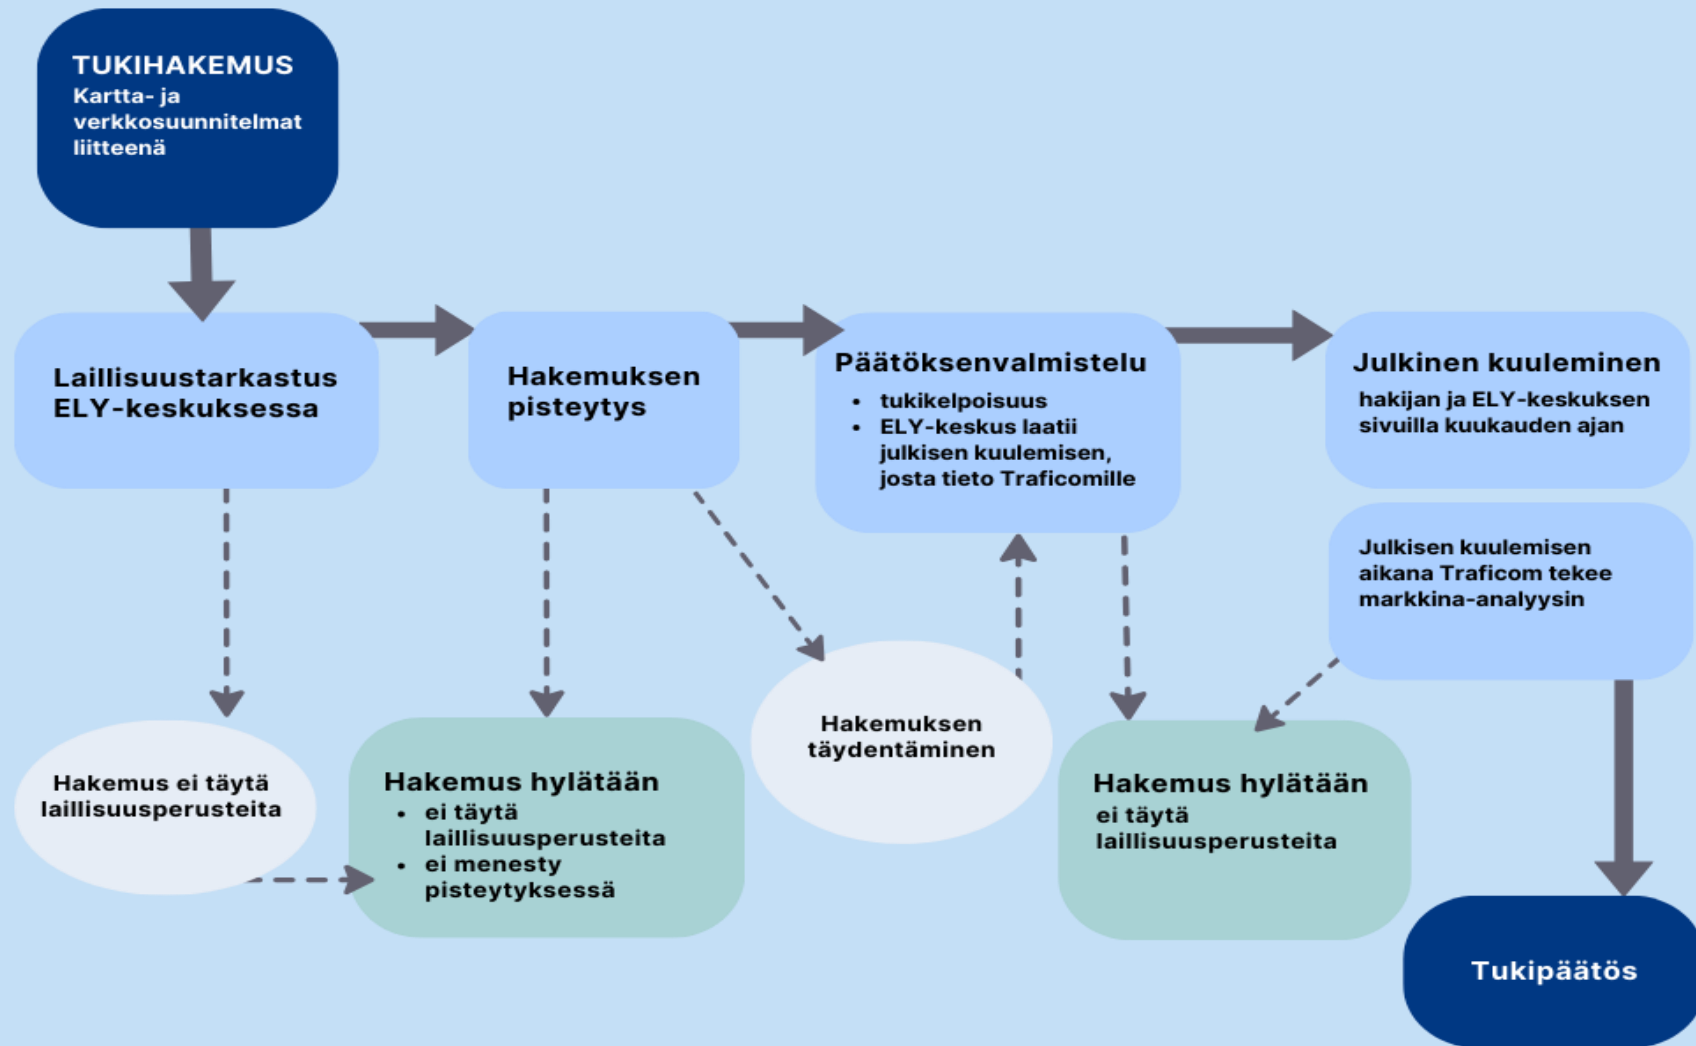 TUKIHAKEMUS
Kartta- ja
verkkosuunnitelmat
liitteenä
Laillisuustarkastus
ELY-keskuksessa
Hakemuksen
pisteytys
Päätöksenvalmistelu
• tukikelpoisuus
• ELY-keskus laatii
julkisen kuulemisen,
josta tieto Traficomille
Julkinen kuuleminen
hakijan ja ELY-keskuksen
sivuilla kuukauden ajan
Julkisen kuulemisen
aikana Traficom tekee
markkina-analyysin
Hakemus ei täytä
laillisuusperusteita
Hakemus hylätään
• ei täytä
laillisuusperusteita
• ei menesty
pisteytyksessä
Hakemuksen
täydentäminen
Hakemus hylätään
ei täytä
laillisuusperusteita
Tukipäätös